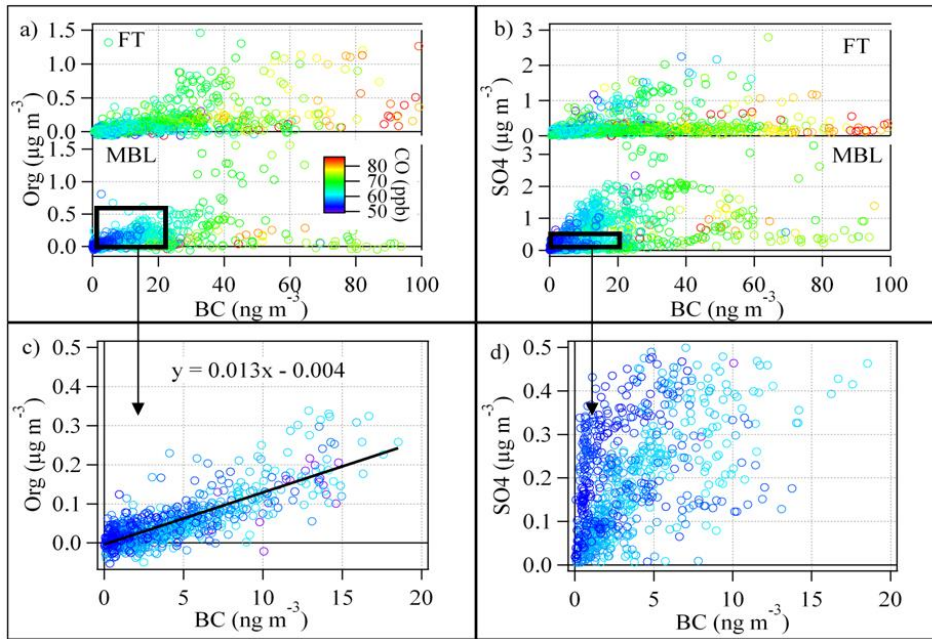 a)
FT
1.5
1.0
0.5
0.0
Org (µg m⁻³)
MBL
1.0
0.5
0.0
80
70
60
50
CO (ppb)
0 20 40 60 80 100
BC (ng m⁻³)
b)
FT
3
2
1
0
SO4 (µg m⁻³)
MBL
3
2
1
0
0 20 40 60 80 100
BC (ng m⁻³)
c)
y = 0.013x - 0.004
0.5
0.4
0.3
0.2
0.1
0.0
Org (µg m⁻³)
0 5 10 15 20
BC (ng m⁻³)
d)
0.5
0.4
0.3
0.2
0.1
0.0
SO4 (µg m⁻³)
0 5 10 15 20
BC (ng m⁻³)